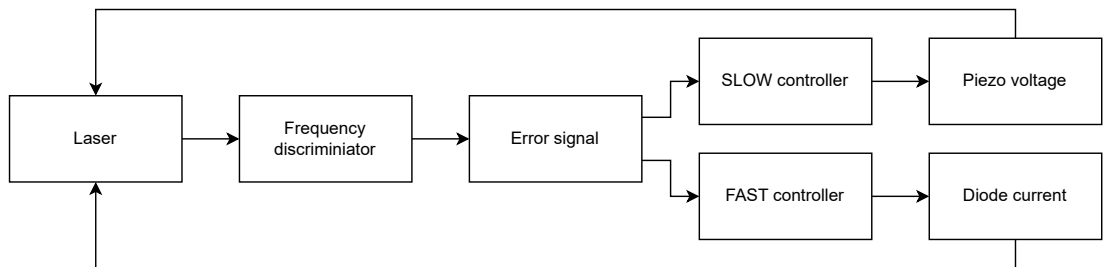 Laser
Frequency
discriminiator
Error signal
SLOW controller
Piezo voltage
FAST controller
Diode current